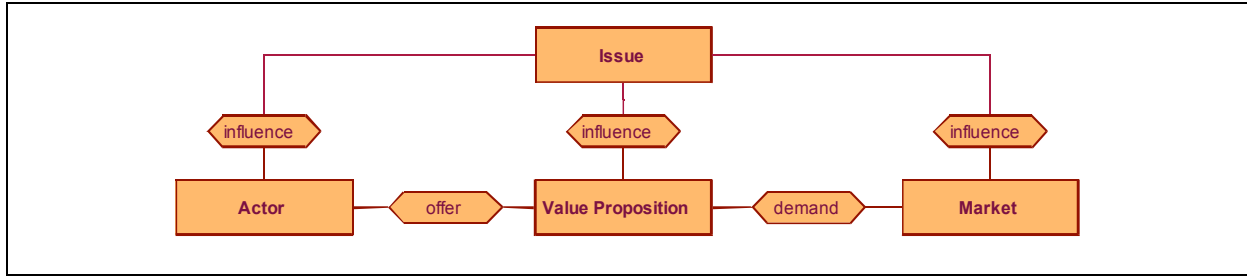 Issue
influence
influence
influence
Actor
offer
Value Proposition
demand
Market